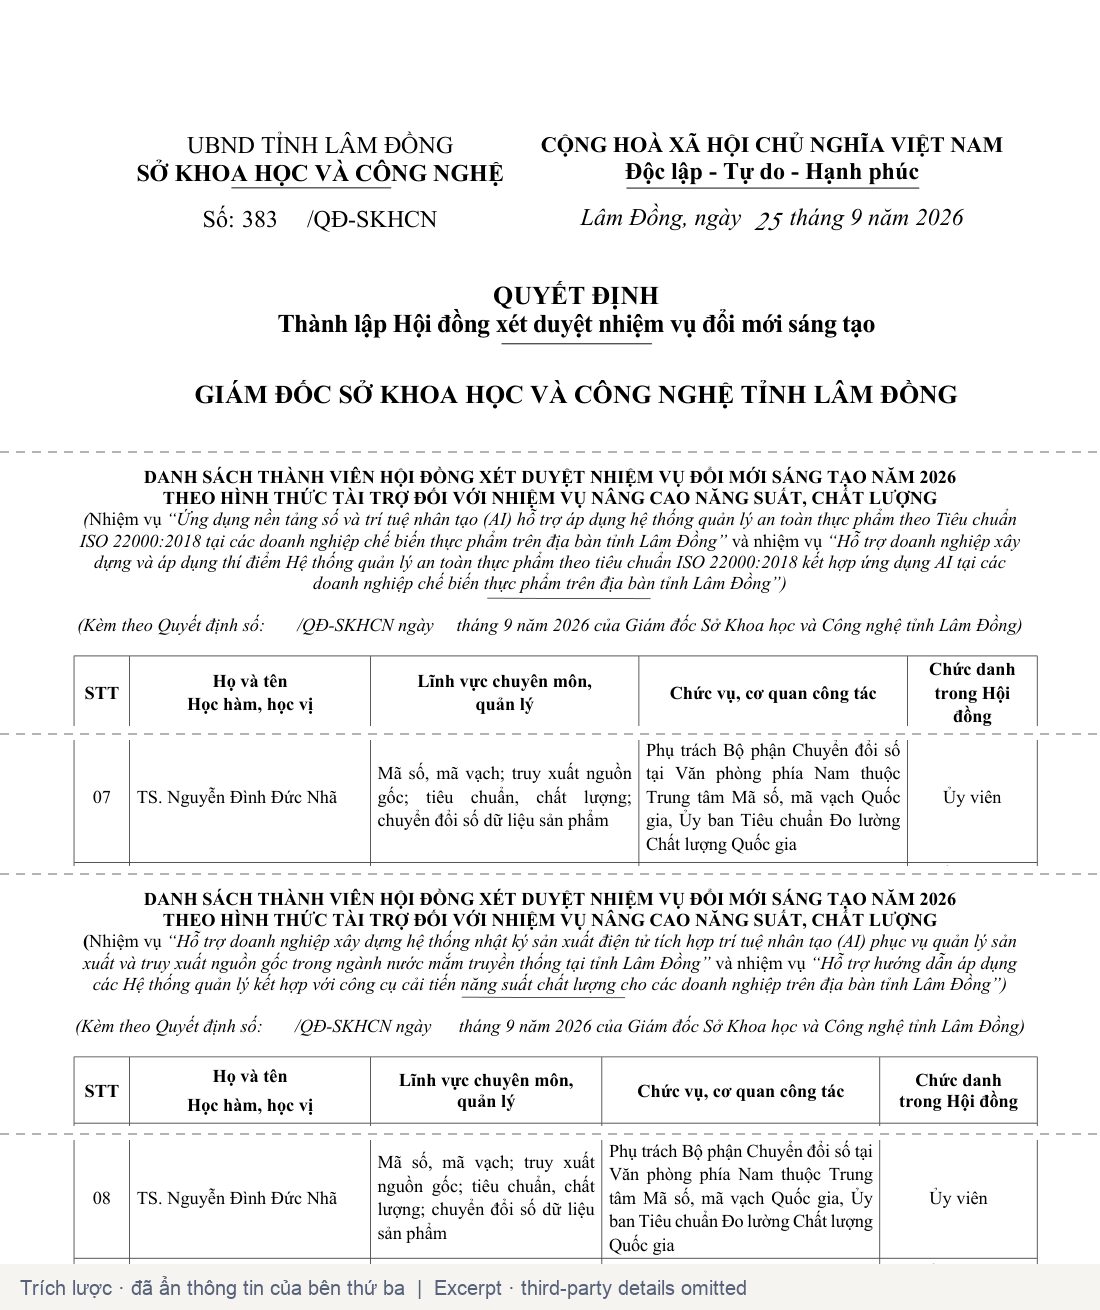 UBND TỈNH LÂM ĐỒNG
SỞ KHOA HỌC VÀ CÔNG NGHỆ
CỘNG HOÀ XÃ HỘI CHỦ NGHĨA VIỆT NAM
Độc lập - Tự do - Hạnh phúc
Số: 383 /QĐ-SKHCN
Lâm Đồng, ngày 25 tháng 9 năm 2026
QUYẾT ĐỊNH
Thành lập Hội đồng xét duyệt nhiệm vụ đổi mới sáng tạo
GIÁM ĐỐC SỞ KHOA HỌC VÀ CÔNG NGHỆ TỈNH LÂM ĐỒNG
DANH SÁCH THÀNH VIÊN HỘI ĐỒNG XÉT DUYỆT NHIỆM VỤ ĐỔI MỚI SÁNG TẠO NĂM 2026
THEO HÌNH THỨC TÀI TRỢ ĐỐI VỚI NHIỆM VỤ NÂNG CAO NĂNG SUẤT, CHẤT LƯỢNG
(Nhiệm vụ “Ứng dụng nền tảng số và trí tuệ nhân tạo (AI) hỗ trợ áp dụng hệ thống quản lý an toàn thực phẩm theo Tiêu chuẩn
ISO 22000:2018 tại các doanh nghiệp chế biến thực phẩm trên địa bàn tỉnh Lâm Đồng” và nhiệm vụ “Hỗ trợ doanh nghiệp xây
dựng và áp dụng thí điểm Hệ thống quản lý an toàn thực phẩm theo tiêu chuẩn ISO 22000:2018 kết hợp ứng dụng AI tại các
doanh nghiệp chế biến thực phẩm trên địa bàn tỉnh Lâm Đồng”)
(Kèm theo Quyết định số: /QĐ-SKHCN ngày tháng 9 năm 2026 của Giám đốc Sở Khoa học và Công nghệ tỉnh Lâm Đồng)
STT
Họ và tên
Học hàm, học vị
Lĩnh vực chuyên môn,
quản lý
Chức vụ, cơ quan công tác
Chức danh
trong Hội
đồng
07
TS. Nguyễn Đình Đức Nhã
Mã số, mã vạch; truy xuất nguồn
gốc; tiêu chuẩn, chất lượng;
chuyển đổi số dữ liệu sản phẩm
Phụ trách Bộ phận Chuyển đổi số
tại Văn phòng phía Nam thuộc
Trung tâm Mã số, mã vạch Quốc
gia, Ủy ban Tiêu chuẩn Đo lường
Chất lượng Quốc gia
Ủy viên
DANH SÁCH THÀNH VIÊN HỘI ĐỒNG XÉT DUYỆT NHIỆM VỤ ĐỔI MỚI SÁNG TẠO NĂM 2026
THEO HÌNH THỨC TÀI TRỢ ĐỐI VỚI NHIỆM VỤ NÂNG CAO NĂNG SUẤT, CHẤT LƯỢNG
(Nhiệm vụ “Hỗ trợ doanh nghiệp xây dựng hệ thống nhật ký sản xuất điện tử tích hợp trí tuệ nhân tạo (AI) phục vụ quản lý sản
xuất và truy xuất nguồn gốc trong ngành nước mắm truyền thống tại tỉnh Lâm Đồng” và nhiệm vụ “Hỗ trợ hướng dẫn áp dụng
các Hệ thống quản lý kết hợp với công cụ cải tiến năng suất chất lượng cho các doanh nghiệp trên địa bàn tỉnh Lâm Đồng”)
(Kèm theo Quyết định số: /QĐ-SKHCN ngày tháng 9 năm 2026 của Giám đốc Sở Khoa học và Công nghệ tỉnh Lâm Đồng)
STT
Họ và tên
Học hàm, học vị
Lĩnh vực chuyên môn,
quản lý
Chức vụ, cơ quan công tác
Chức danh
trong Hội đồng
08
TS. Nguyễn Đình Đức Nhã
Mã số, mã vạch; truy xuất
nguồn gốc; tiêu chuẩn, chất
lượng; chuyển đổi số dữ liệu
sản phẩm
Phụ trách Bộ phận Chuyển đổi số tại
Văn phòng phía Nam thuộc Trung
tâm Mã số, mã vạch Quốc gia, Ủy
ban Tiêu chuẩn Đo lường Chất lượng
Quốc gia
Ủy viên
Trích lược · đã ẩn thông tin của bên thứ ba | Excerpt · third-party details omitted